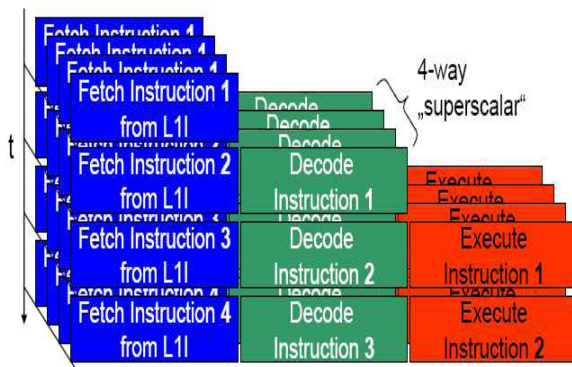 Fetch Instruction 1
Fetch Instruction 1
Fetch Instruction 1
Fetch Instruction 1
from L1I
Decode
Decode
Decode
4-way
„superscalar“
t
Fetch Instruction 2
from L1I
Decode
Instruction 1
Execute
Execute
Execute
Fetch Instruction 3
from L1I
Decode
Instruction 2
Execute
Instruction 1
Fetch Instruction 4
from L1I
Decode
Instruction 3
Execute
Instruction 2